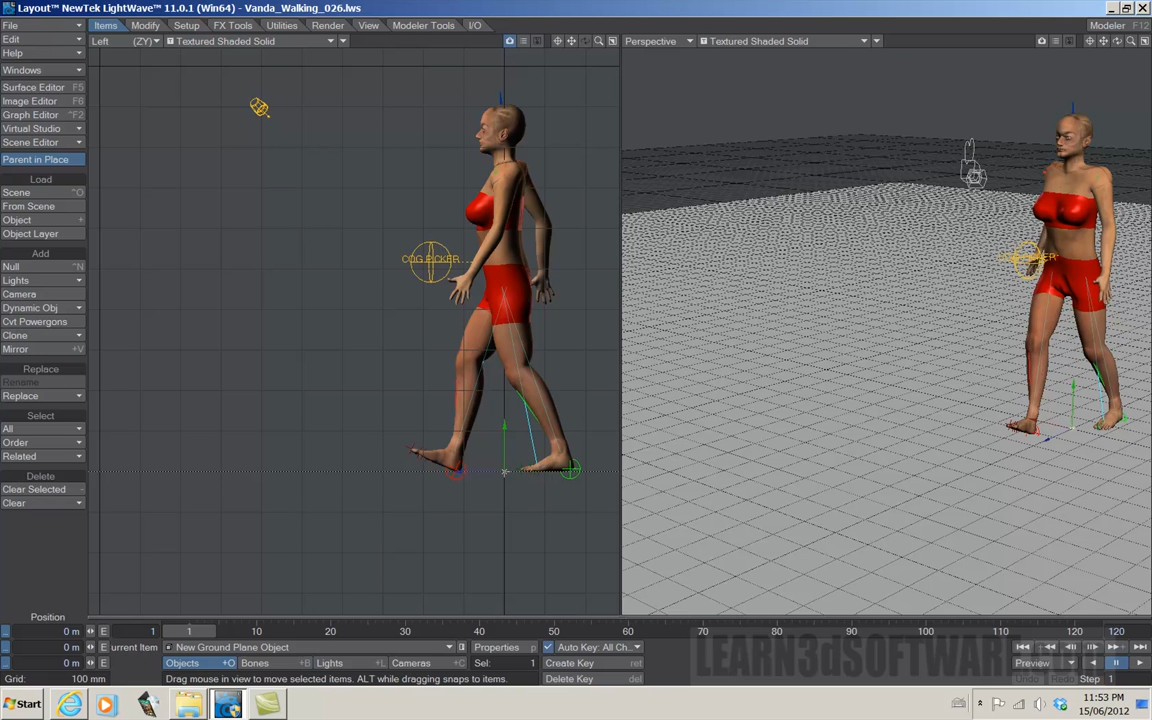 Layout™ NewTek LightWave™ 11.0.1 (Win64) - Vanda_Walking_026.lws
File
Items Modify Setup FX Tools Utilities Render View Modeler Tools I/O Modeler F12
Edit
Left (ZY) Textured Shaded Solid Perspective Textured Shaded Solid
Help
Windows
Surface Editor F5
Image Editor F6
Graph Editor ^F2
Virtual Studio
Scene Editor
Parent in Place
Load
Scene ^O
From Scene
Object +
Object Layer
Add
Null ^N
Lights
Camera
Dynamic Obj
Cvt Powergons
Clone
Mirror +V
Replace
Rename
Replace
Select
All
Order
Related
Delete
Clear Selected -
Clear
COG PICKER
Position
0 m E 1 1 10 20 30 40 50 60 70 80 90 100 110 120 120
0 m E urrent Item New Ground Plane Object Properties p Auto Key: All Ch...
0 m E Objects +O Bones +B Lights +L Cameras +C Sel: 1 Create Key ret Preview
Grid: 100 mm Drag mouse in view to move selected items. ALT while dragging snaps to items. Delete Key del Undo Step 1
LEARN3dSOFTWARE
Start 11:53 PM
15/06/2012